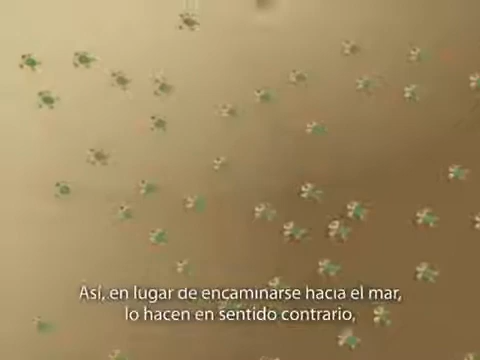 Así, en lugar de encaminarse hacia el mar,
lo hacen en sentido contrario,